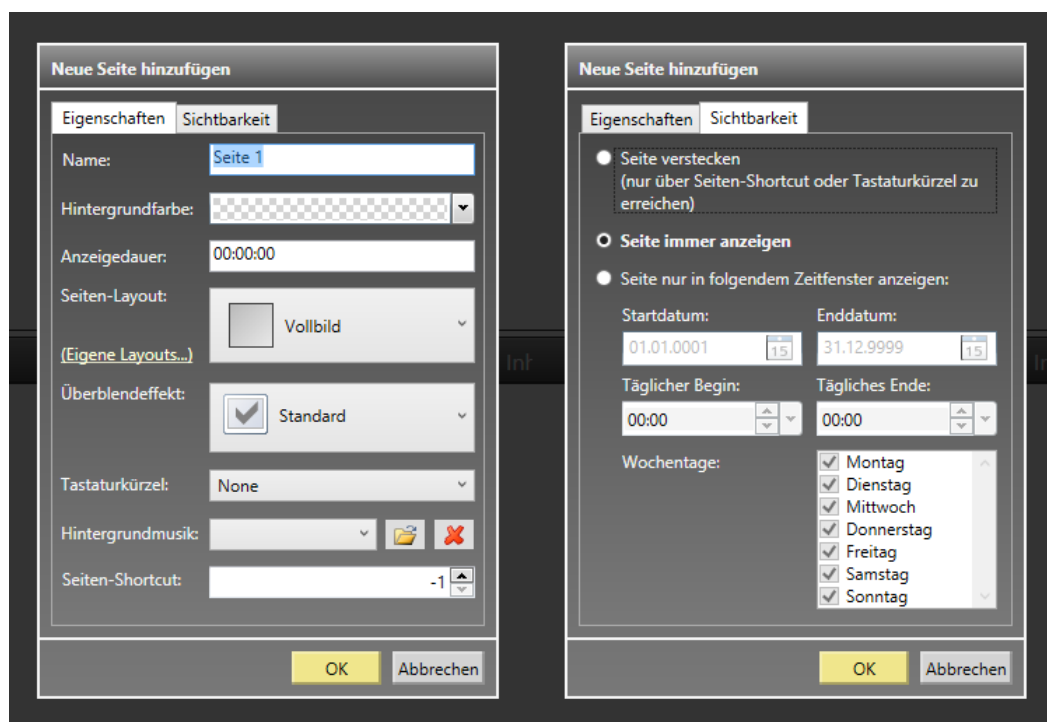 Neue Seite hinzufügen
Eigenschaften Sichtbarkeit
Name: Seite 1
Hintergrundfarbe:
Anzeigedauer: 00:00:00
Seiten-Layout:
Vollbild
(Eigene Layouts...)
Überblendeffekt:
Standard
Tastaturkürzel: None
Hintergrundmusik:
Seiten-Shortcut: -1
OK Abbrechen
Neue Seite hinzufügen
Eigenschaften Sichtbarkeit
Seite verstecken
(nur über Seiten-Shortcut oder Tastaturkürzel zu
erreichen)
Seite immer anzeigen
Seite nur in folgendem Zeitfenster anzeigen:
Startdatum: Enddatum:
01.01.0001 15 31.12.9999 15
Täglicher Begin: Tägliches Ende:
00:00 00:00
Wochentage: Montag
Dienstag
Mittwoch
Donnerstag
Freitag
Samstag
Sonntag
OK Abbrechen